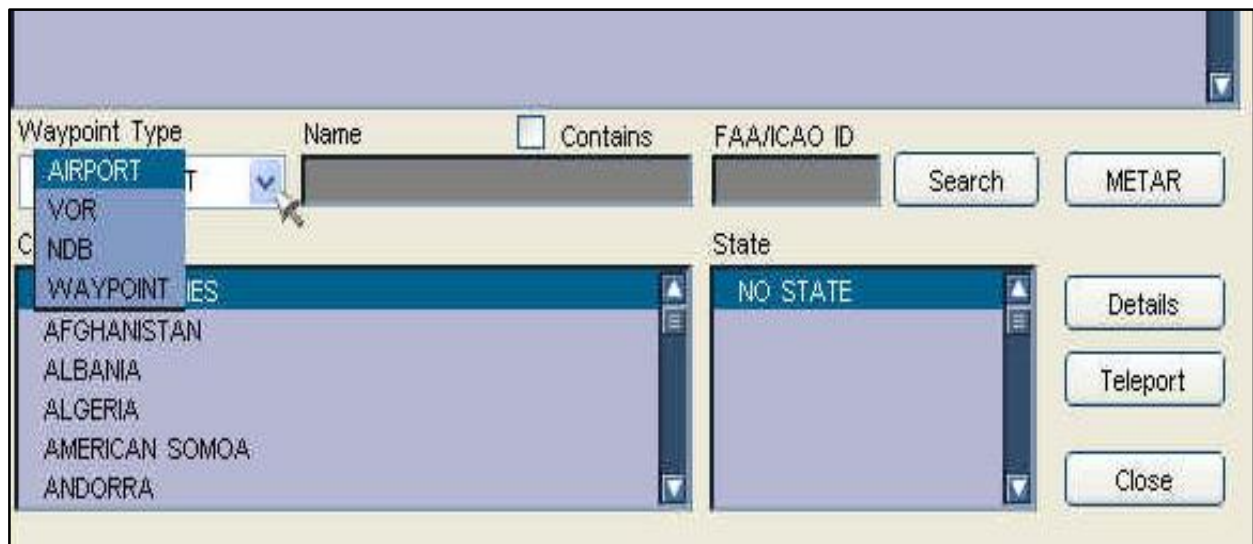 Waypoint Type Name Contains FAA/ICAO ID
AIRPORT
Search METAR
VOR
NDB
State
WAYPOINT IES NO STATE
Details
AFGHANISTAN
ALBANIA
Teleport
ALGERIA
AMERICAN SOMOA
ANDORRA
Close